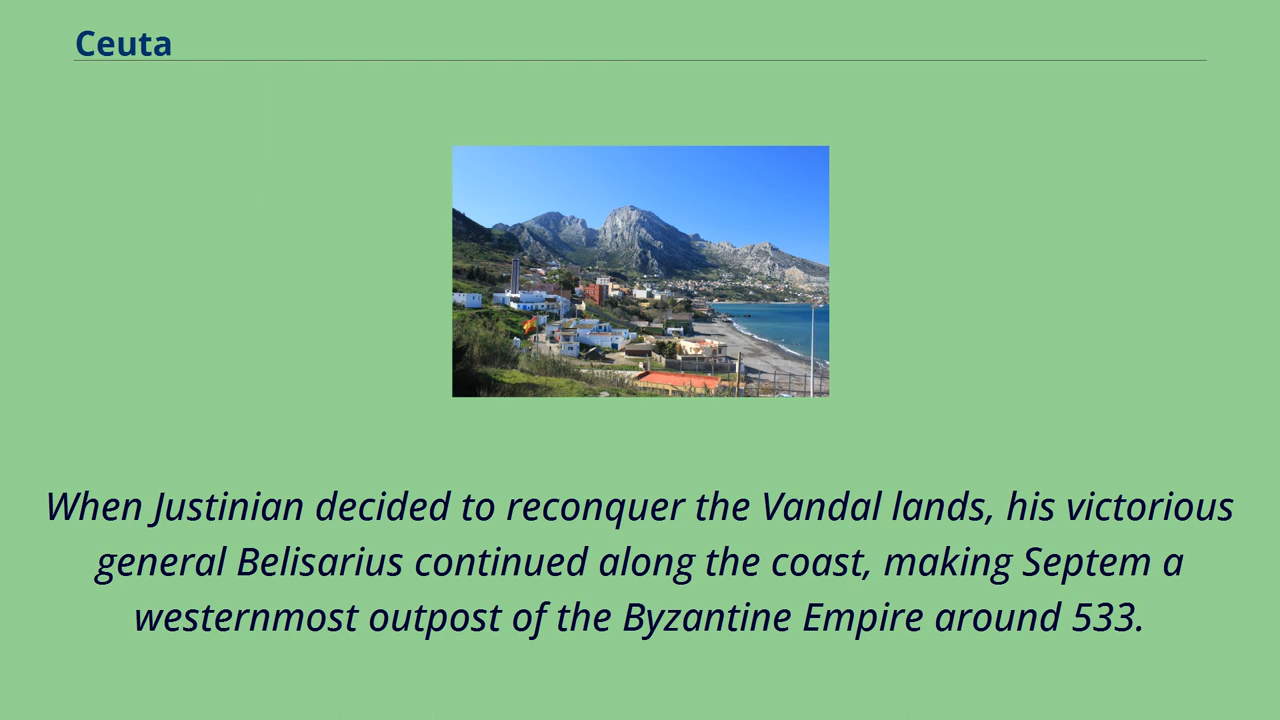 Ceuta
When Justinian decided to reconquer the Vandal lands, his victorious
general Belisarius continued along the coast, making Septem a
westernmost outpost of the Byzantine Empire around 533.